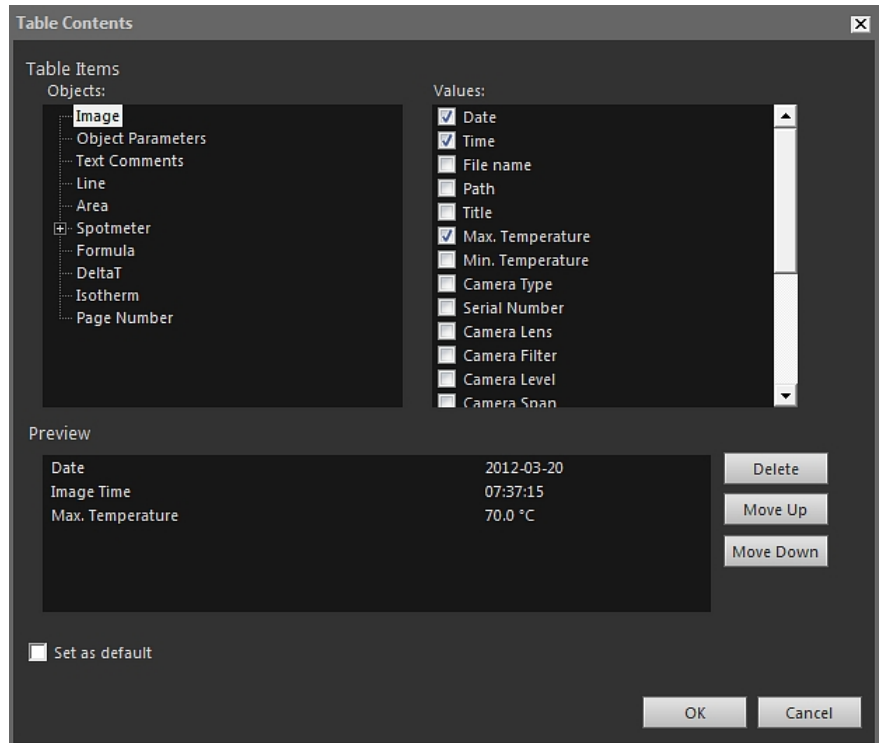 Table Contents
Table Items
Objects:
Image
Object Parameters
Text Comments
Line
Area
Spotmeter
Formula
DeltaT
Isotherm
Page Number
Values:
Date
Time
File name
Path
Title
Max. Temperature
Min. Temperature
Camera Type
Serial Number
Camera Lens
Camera Filter
Camera Level
Camera Span
Preview
Date 2012-03-20
Image Time 07:37:15
Max. Temperature 70.0 °C
Delete
Move Up
Move Down
Set as default
OK Cancel